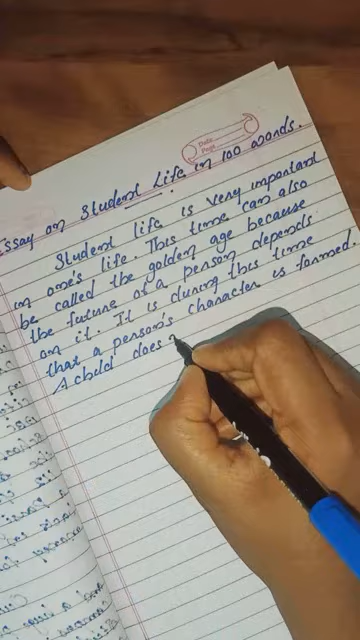 Date
Page
Essay on Student Life in 100 words.
Student life is very important
in one's life. This time can also
be called the golden age because
the future of a person depends
on it. It is during this time
that a person's character is formed.
A child does